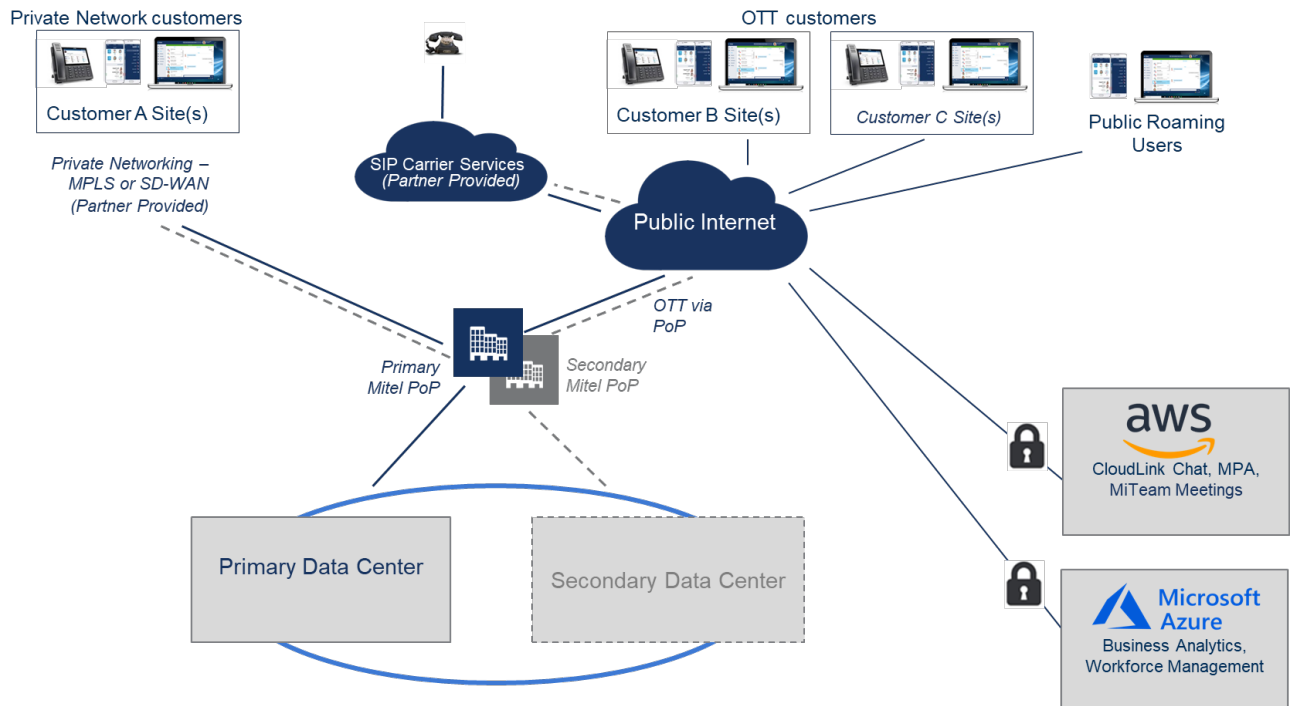 Private Network customers
OTT customers
Customer A Site(s)
Customer B Site(s)
Customer C Site(s)
Public Roaming
Users
Private Networking –
MPLS or SD-WAN
(Partner Provided)
SIP Carrier Services
(Partner Provided)
Public Internet
OTT via
PoP
Primary
Mitel PoP
Secondary
Mitel PoP
aws
CloudLink Chat, MPA,
MiTeam Meetings
Primary Data Center
Secondary Data Center
Microsoft
Azure
Business Analytics,
Workforce Management